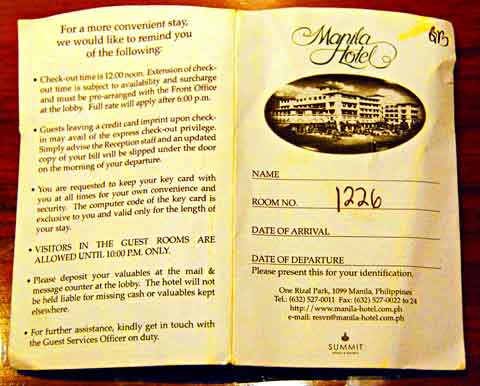 For a more convenient stay,
we would like to remind you
of the following:
• Check-out time is 12:00 noon. Extension of check-
out time is subject to availability and surcharge
and must be pre-arranged with the Front Office
at the lobby. Full rate will apply after 6:00 p.m.
• Guests leaving a credit card imprint upon check-
in may avail of the express check-out privilege.
Simply advise the Reception staff and an updated
copy of your bill will be slipped under the door
on the morning of your departure.
• You are requested to keep your key card with
you at all times for your own convenience and
security. The computer code of the key card is
exclusive to you and valid only for the length of
your stay.
• VISITORS IN THE GUEST ROOMS ARE
ALLOWED UNTIL 10:00 P.M. ONLY.
• Please deposit your valuables at the mail &
message counter at the lobby. The hotel will not
be held liable for missing cash or valuables kept
elsewhere.
• For further assistance, kindly get in touch with
the Guest Services Officer on duty.
Manila
Hotel
NAME
ROOM NO. 1226
DATE OF ARRIVAL
DATE OF DEPARTURE
Please present this for your identification.
One Rizal Park, 1099 Manila, Philippines
Tel.: (632) 527-0011 Fax: (632) 527-0022 to 24
http://www.manila-hotel.com.ph
e-mail: resvn@manila-hotel.com.ph
SUMMIT